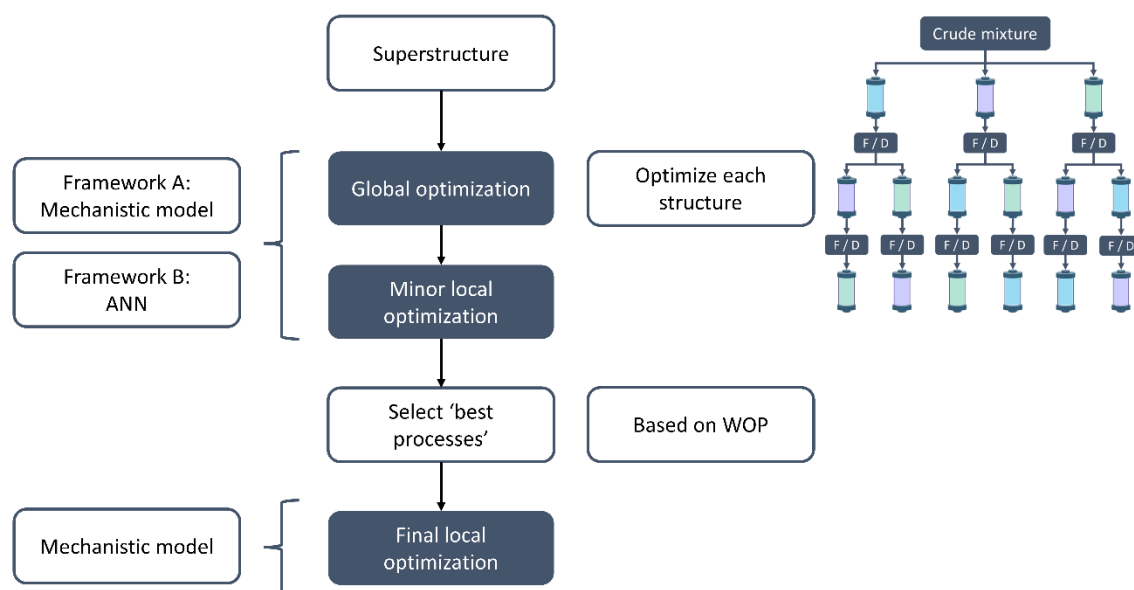 Superstructure
Crude mixture
Framework A:
Mechanistic model
Global optimization
Optimize each
structure
F / D
F / D
F / D
Framework B:
ANN
Minor local
optimization
F / D
F / D
F / D
F / D
F / D
F / D
Select ‘best
processes’
Based on WOP
Mechanistic model
Final local
optimization